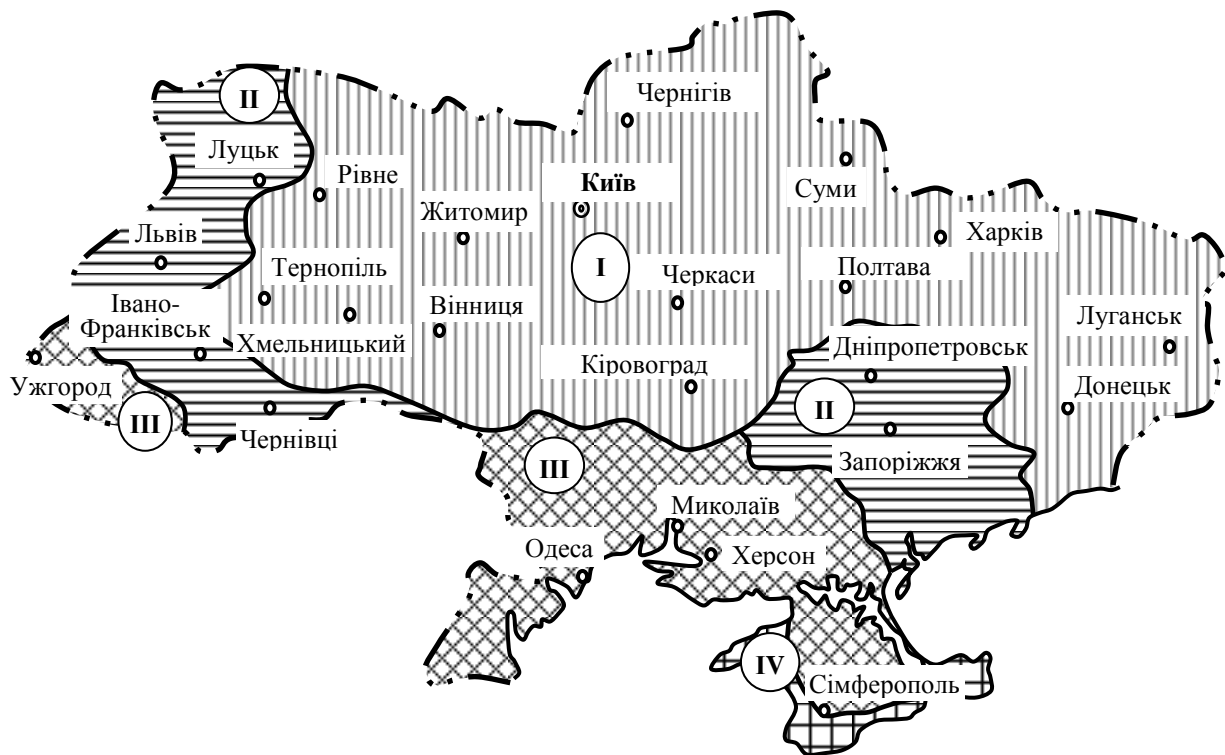 Чернігів
II
Луцьк
Рівне
Київ
Суми
Житомир
Львів
Харків
I
Тернопіль
Черкаси
Полтава
Івано-
Франківськ
Вінниця
Луганськ
Хмельницький
Дніпропетровськ
Кіровоград
Ужгород
Донецьк
II
III
Чернівці
III
Запоріжжя
Миколаїв
Одеса
Херсон
IV
Сімферополь